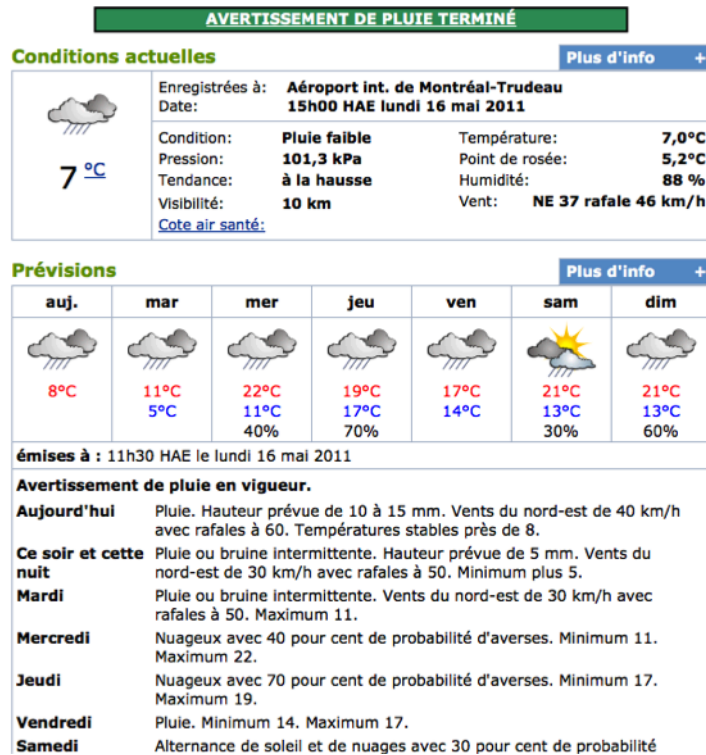 AVERTISSEMENT DE PLUIE TERMINÉ
Conditions actuelles
Plus d'info +
7 °C
Enregistrées à: Aéroport int. de Montréal-Trudeau
Date: 15h00 HAE lundi 16 mai 2011
Condition: Pluie faible
Pression: 101,3 kPa
Tendance: à la hausse
Visibilité: 10 km
Cote air santé:
Température: 7,0°C
Point de rosée: 5,2°C
Humidité: 88 %
Vent: NE 37 rafale 46 km/h
Prévisions
Plus d'info +
auj. mar mer jeu ven sam dim
8°C 11°C 22°C 19°C 17°C 21°C 21°C
5°C 11°C 17°C 14°C 13°C 13°C
40% 70% 30% 60%
émises à : 11h30 HAE le lundi 16 mai 2011
Avertissement de pluie en vigueur.
Aujourd'hui Pluie. Hauteur prévue de 10 à 15 mm. Vents du nord-est de 40 km/h
avec rafales à 60. Températures stables près de 8.
Ce soir et cette Pluie ou bruine intermittente. Hauteur prévue de 5 mm. Vents du
nuit nord-est de 30 km/h avec rafales à 50. Minimum plus 5.
Mardi Pluie ou bruine intermittente. Vents du nord-est de 30 km/h avec
rafales à 50. Maximum 11.
Mercredi Nuageux avec 40 pour cent de probabilité d'averses. Minimum 11.
Maximum 22.
Jeudi Nuageux avec 70 pour cent de probabilité d'averses. Minimum 17.
Maximum 19.
Vendredi Pluie. Minimum 14. Maximum 17.
Samedi Alternance de soleil et de nuages avec 30 pour cent de probabilité